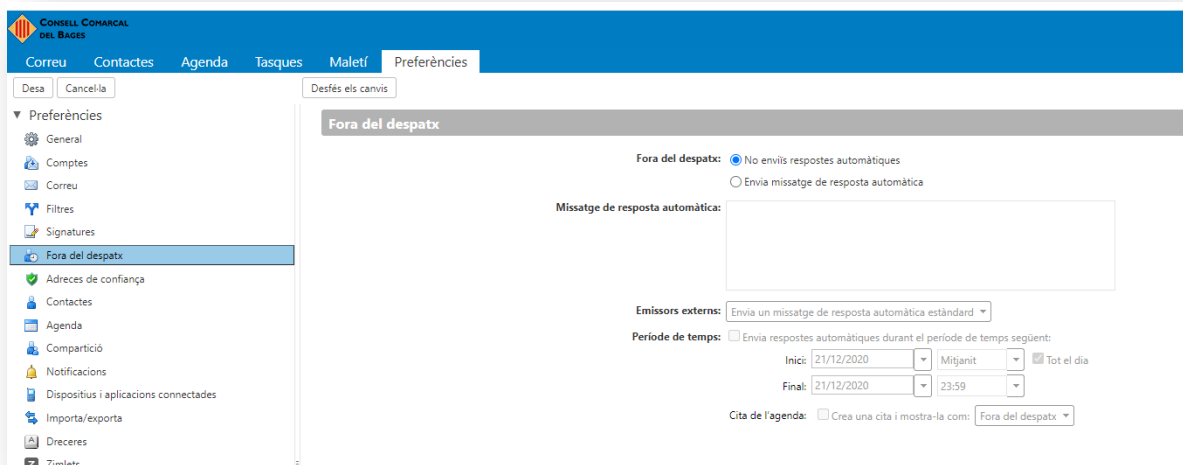 CONSELL COMARCAL
DEL BAGES
Correu Contactes Agenda Tasques Maletí Preferències
Desa Cancel·la Desfés els canvis
Preferències
General
Comptes
Correu
Filtres
Signatures
Fora del despatx
Adreces de confiança
Contactes
Agenda
Compartició
Notificacions
Dispositius i aplicacions connectades
Importa/exporta
Dreceres
Zimlets
Fora del despatx
Fora del despatx: No enviïs respostes automàtiques
Envia missatge de resposta automàtica
Missatge de resposta automàtica:
Emissors externs: Envia un missatge de resposta automàtica estàndard
Període de temps: Envia respostes automàtiques durant el període de temps següent:
Inici: 21/12/2020 Mitjanit Tot el dia
Final: 21/12/2020 23:59
Cita de l'agenda: Crea una cita i mostra-la com: Fora del despatx